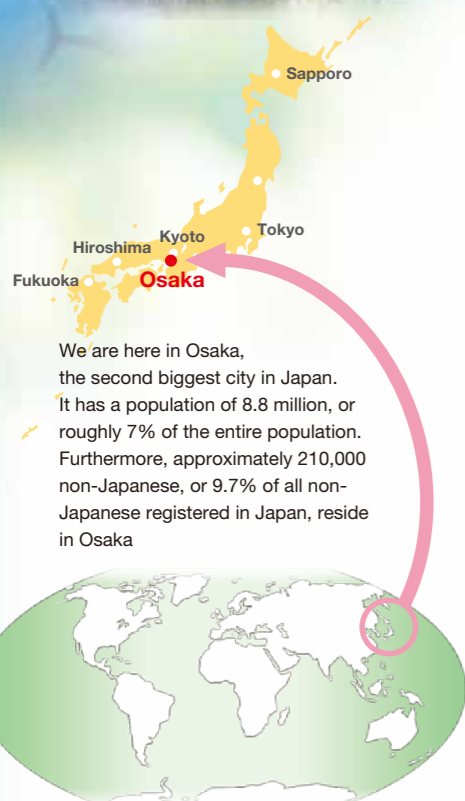 Sapporo
Tokyo
Kyoto
Hiroshima
Fukuoka
Osaka
We are here in Osaka,
the second biggest city in Japan.
It has a population of 8.8 million, or
roughly 7% of the entire population.
Furthermore, approximately 210,000
non-Japanese, or 9.7% of all non-
Japanese registered in Japan, reside
in Osaka